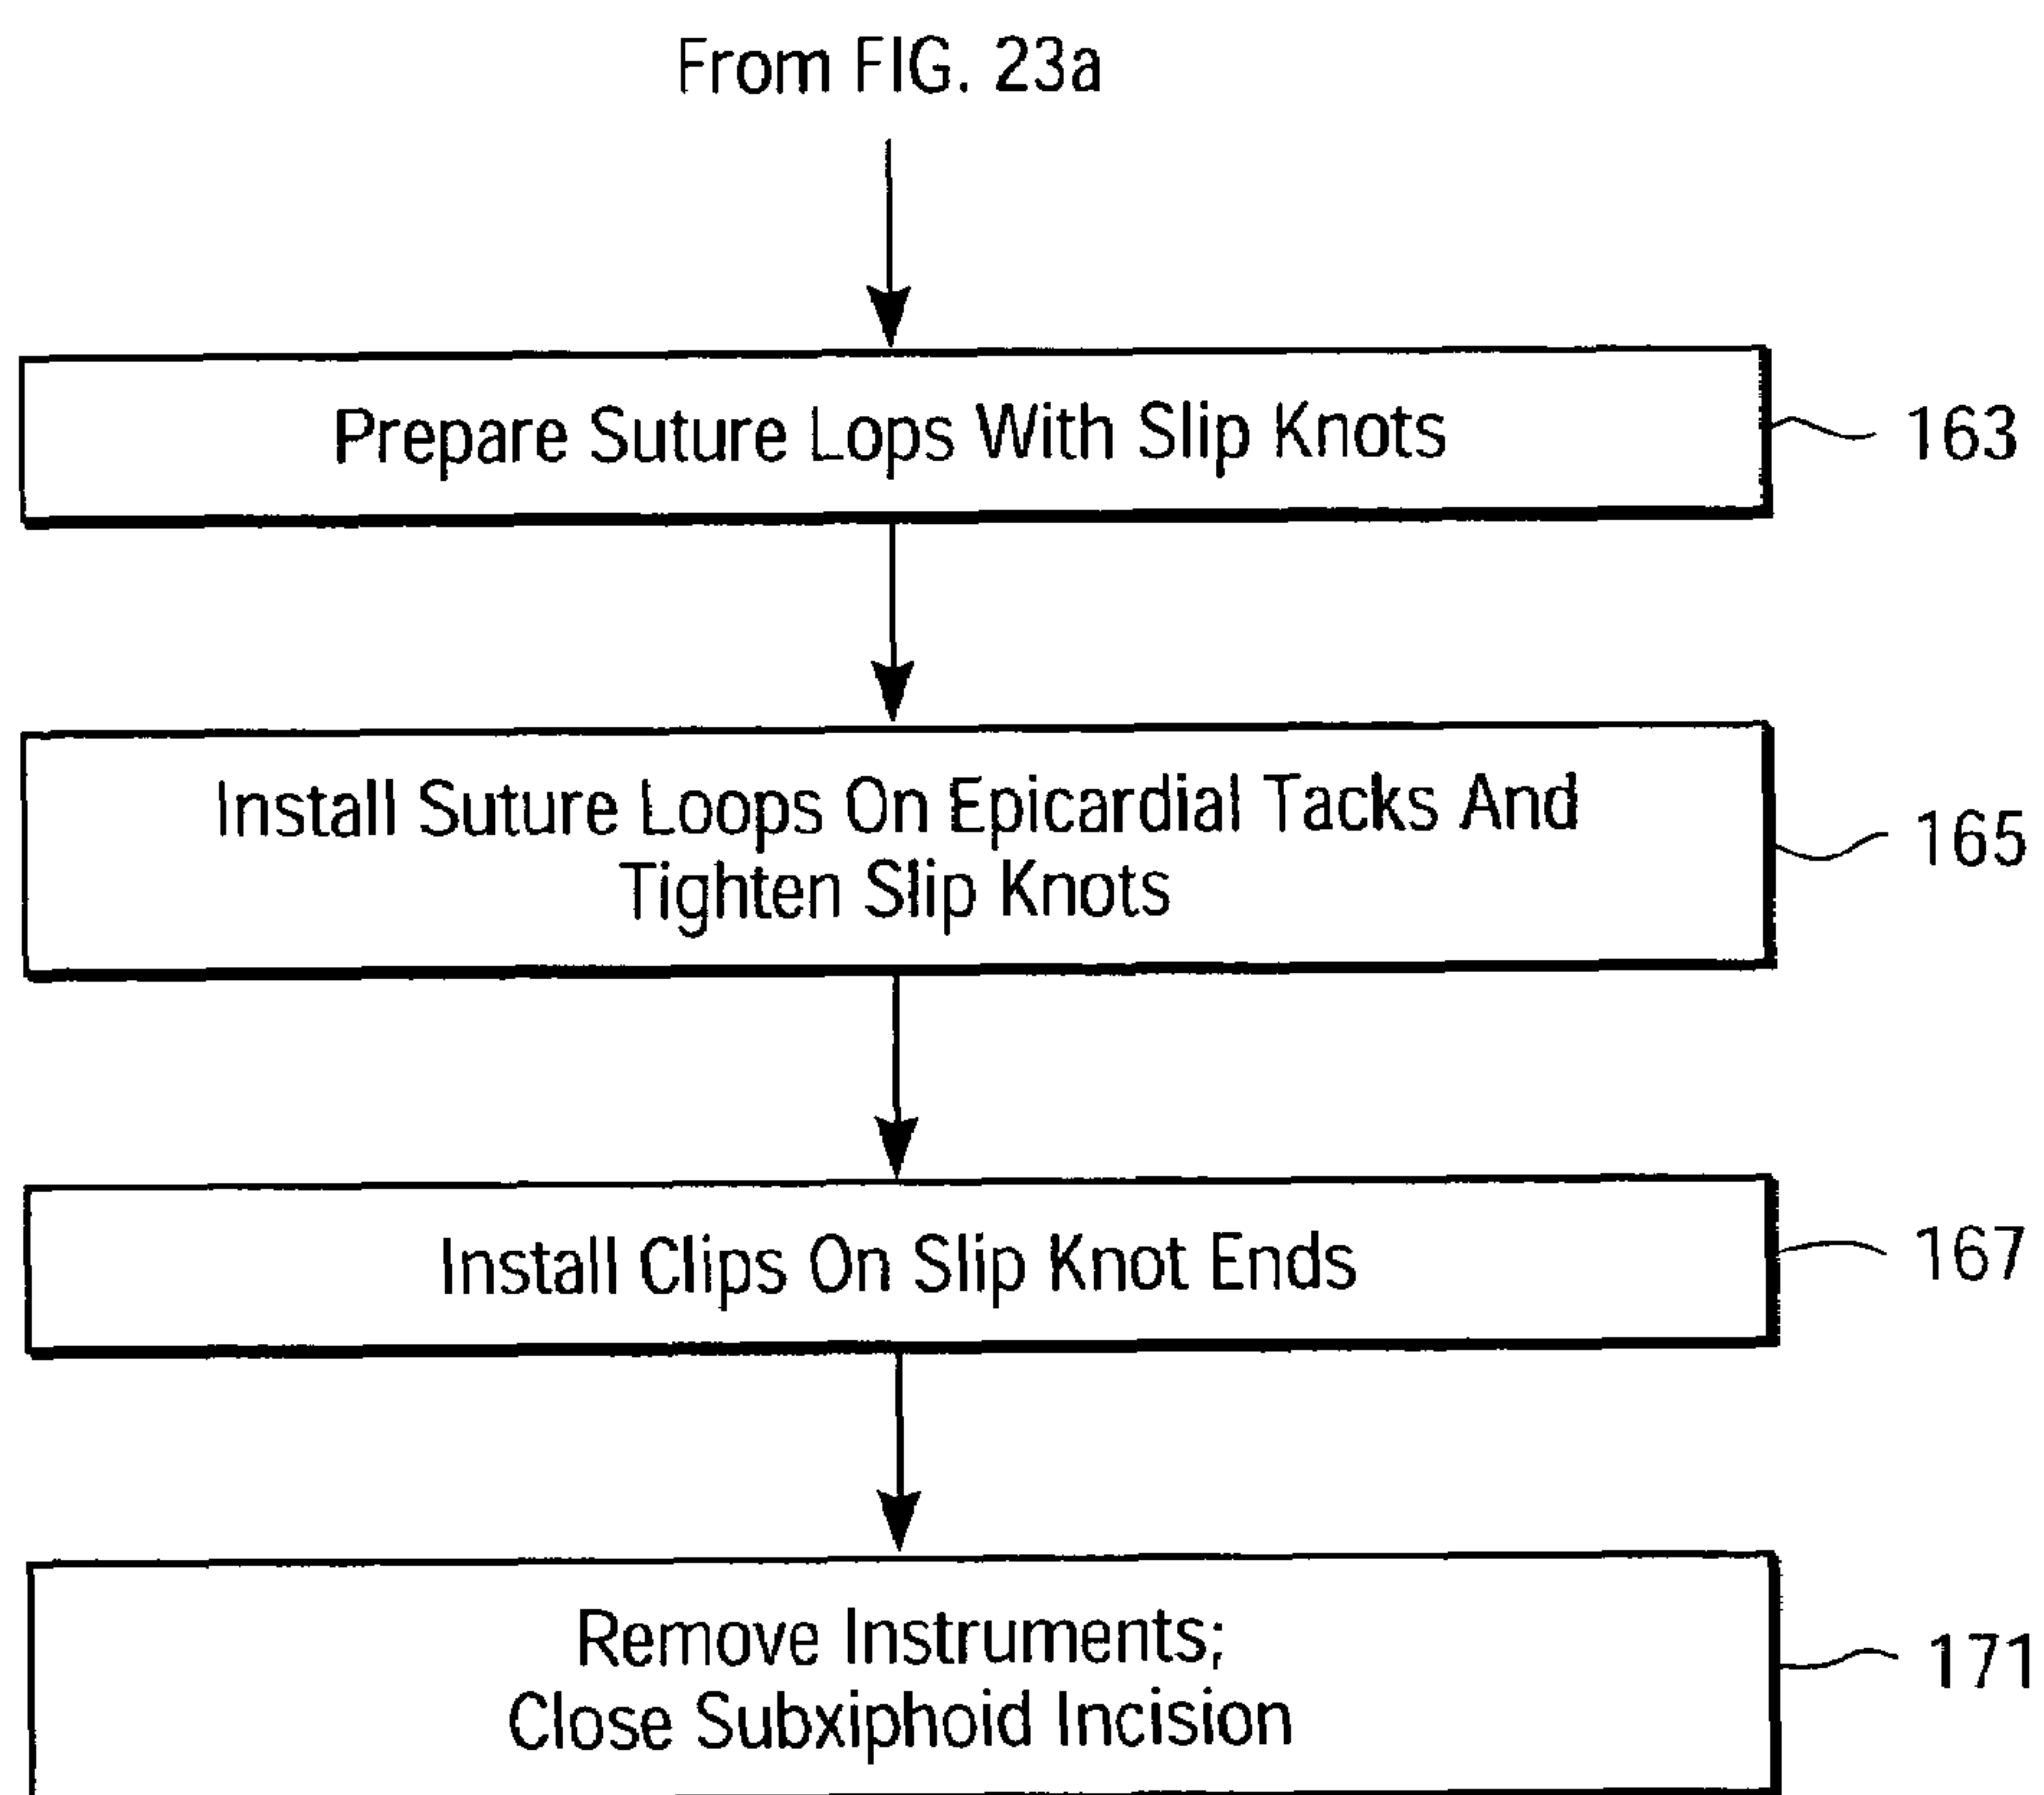 From FIG. 23a
Prepare Suture Lops With Slip Knots
163
Install Suture Loops On Epicardial Tacks And
Tighten Slip Knots
165
Install Clips On Slip Knot Ends
167
Remove Instruments;
Close Subxiphoid Incision
171